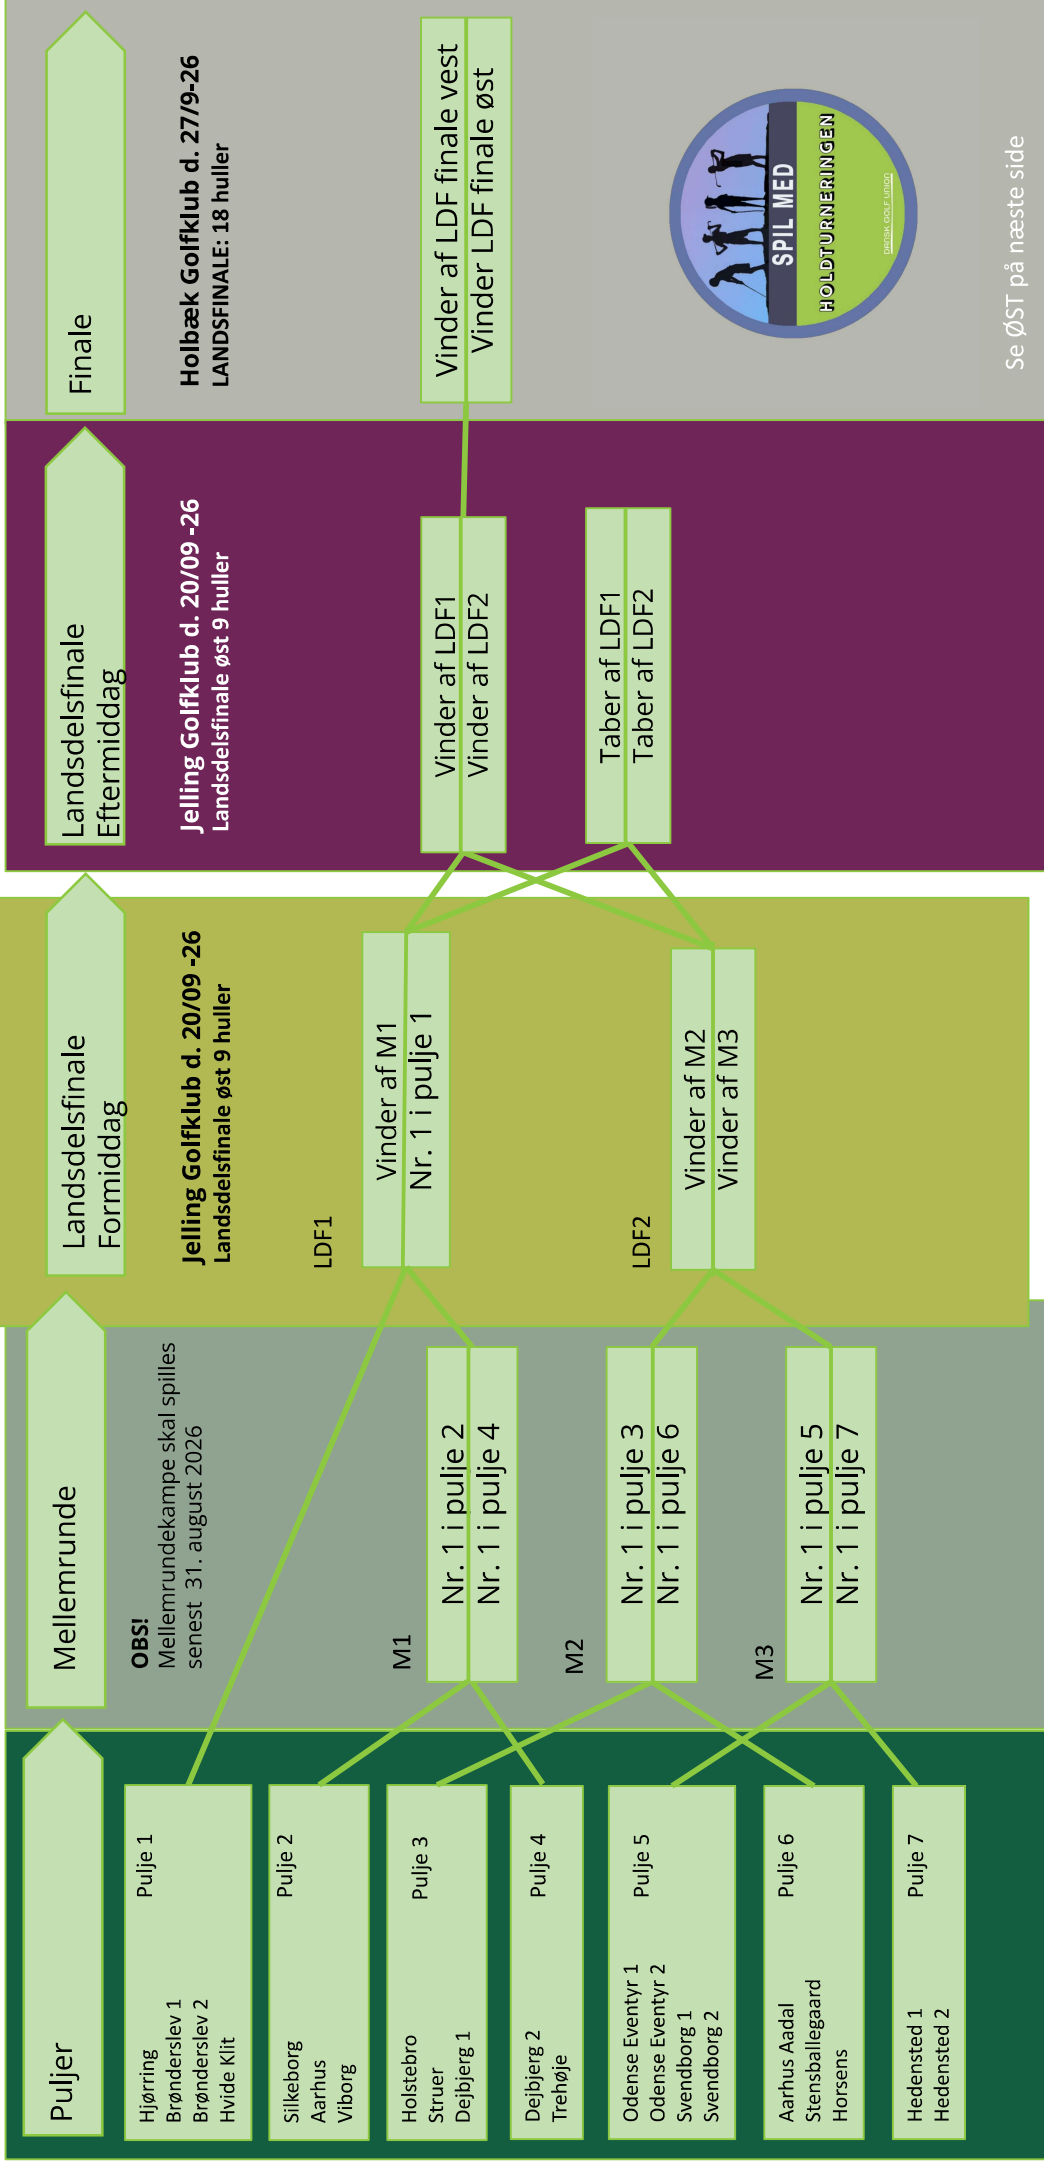 Puljer
Hjørring
Brønderslev 1
Brønderslev 2
Hvide Klit
Pulje 1
Silkeborg
Aarhus
Viborg
Pulje 2
Holstebro
Struer
Dejbjerg 1
Pulje 3
Dejbjerg 2
Trehøje
Pulje 4
Odense Eventyr 1
Odense Eventyr 2
Svendborg 1
Svendborg 2
Pulje 5
Aarhus Aadal
Stensballegaard
Horsens
Pulje 6
Hedensted 1
Hedensted 2
Pulje 7
Mellemrunde
OBS!
Mellemrundekampe skal spilles
senest 31. august 2026
M1
Nr. 1 i pulje 2
Nr. 1 i pulje 4
M2
Nr. 1 i pulje 3
Nr. 1 i pulje 6
M3
Nr. 1 i pulje 5
Nr. 1 i pulje 7
Landsdelsfinale
Formiddag
Jelling Golfklub d. 20/09 -26
Landsdelsfinale øst 9 huller
LDF1
Vinder af M1
Nr. 1 i pulje 1
LDF2
Vinder af M2
Vinder af M3
Landsdelsfinale
Eftermiddag
Jelling Golfklub d. 20/09 -26
Landsdelsfinale øst 9 huller
Vinder af LDF1
Vinder af LDF2
Taber af LDF1
Taber af LDF2
Finale
Holbæk Golfklub d. 27/9-26
LANDSFINALE: 18 huller
Vinder af LDF finale vest
Vinder LDF finale øst
SPIL MED
HOLDTURNERINGEN
DANSK GOLF UNION
Se ØST på næste side